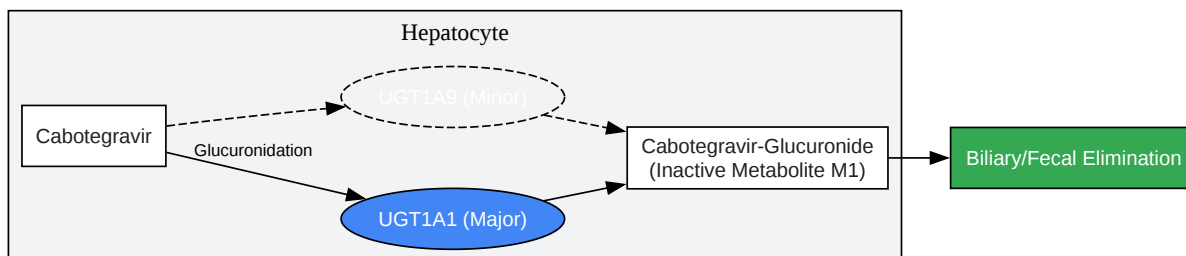 Hepatocyte
UGT1A9 (Minor)
Cabotegravir
Glucuronidation
Cabotegravir-Glucuronide
(Inactive Metabolite M1)
Biliary/Fecal Elimination
UGT1A1 (Major)